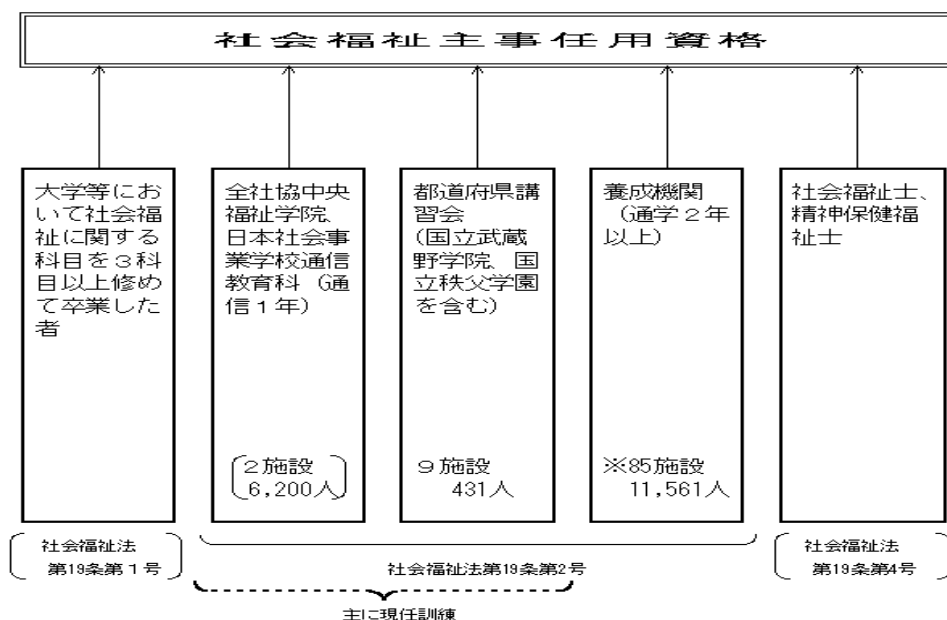 社会福祉主事任用資格
大学等にお
いて社会福
祉に関する
科目を３科
目以上修め
て卒業した
者
全社協中央
福祉学院、
日本社会事
業学校通信
教育科（通
信１年）
２施設
6,200人
都道府県講
習会
（国立武蔵
野学院、国
立秩父学園
を含む）
９施設
431人
養成機関
（通学２年
以上）
※85施設
11,561人
社会福祉士、
精神保健福
祉士
社会福祉法
第19条第１号
社会福祉法第19条第2号
社会福祉法
第19条第4号
主に現任訓練